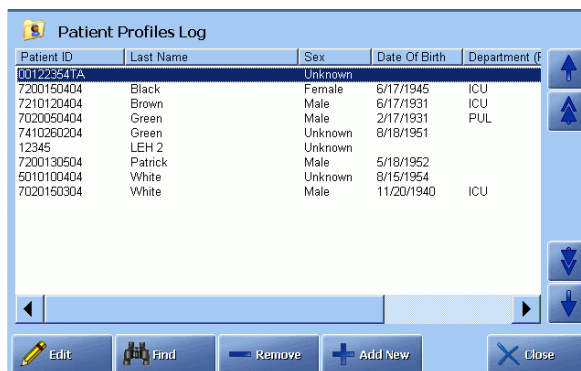 Patient Profiles Log
Patient ID Last Name Sex Date Of Birth Department (F
00122354TA Unknown
7200150404 Black Female 6/17/1945 ICU
7210120404 Brown Male 6/17/1931 ICU
7020050404 Green Male 2/17/1931 PUL
7410260204 Green Unknown 8/18/1951
12345 LEH 2 Unknown
7200130504 Patrick Male 5/18/1952
5010100404 White Unknown 8/15/1954
7020150304 White Male 11/20/1940 ICU
Edit Find Remove Add New Close